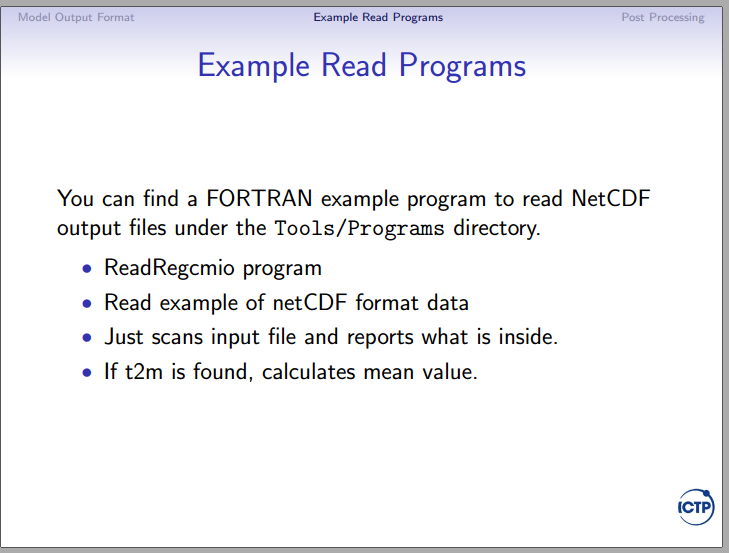 Model Output Format
Example Read Programs
Post Processing
Example Read Programs
You can find a FORTRAN example program to read NetCDF
output files under the Tools/Programs directory.
• ReadRegcmio program
• Read example of netCDF format data
• Just scans input file and reports what is inside.
• If t2m is found, calculates mean value.
ICTP